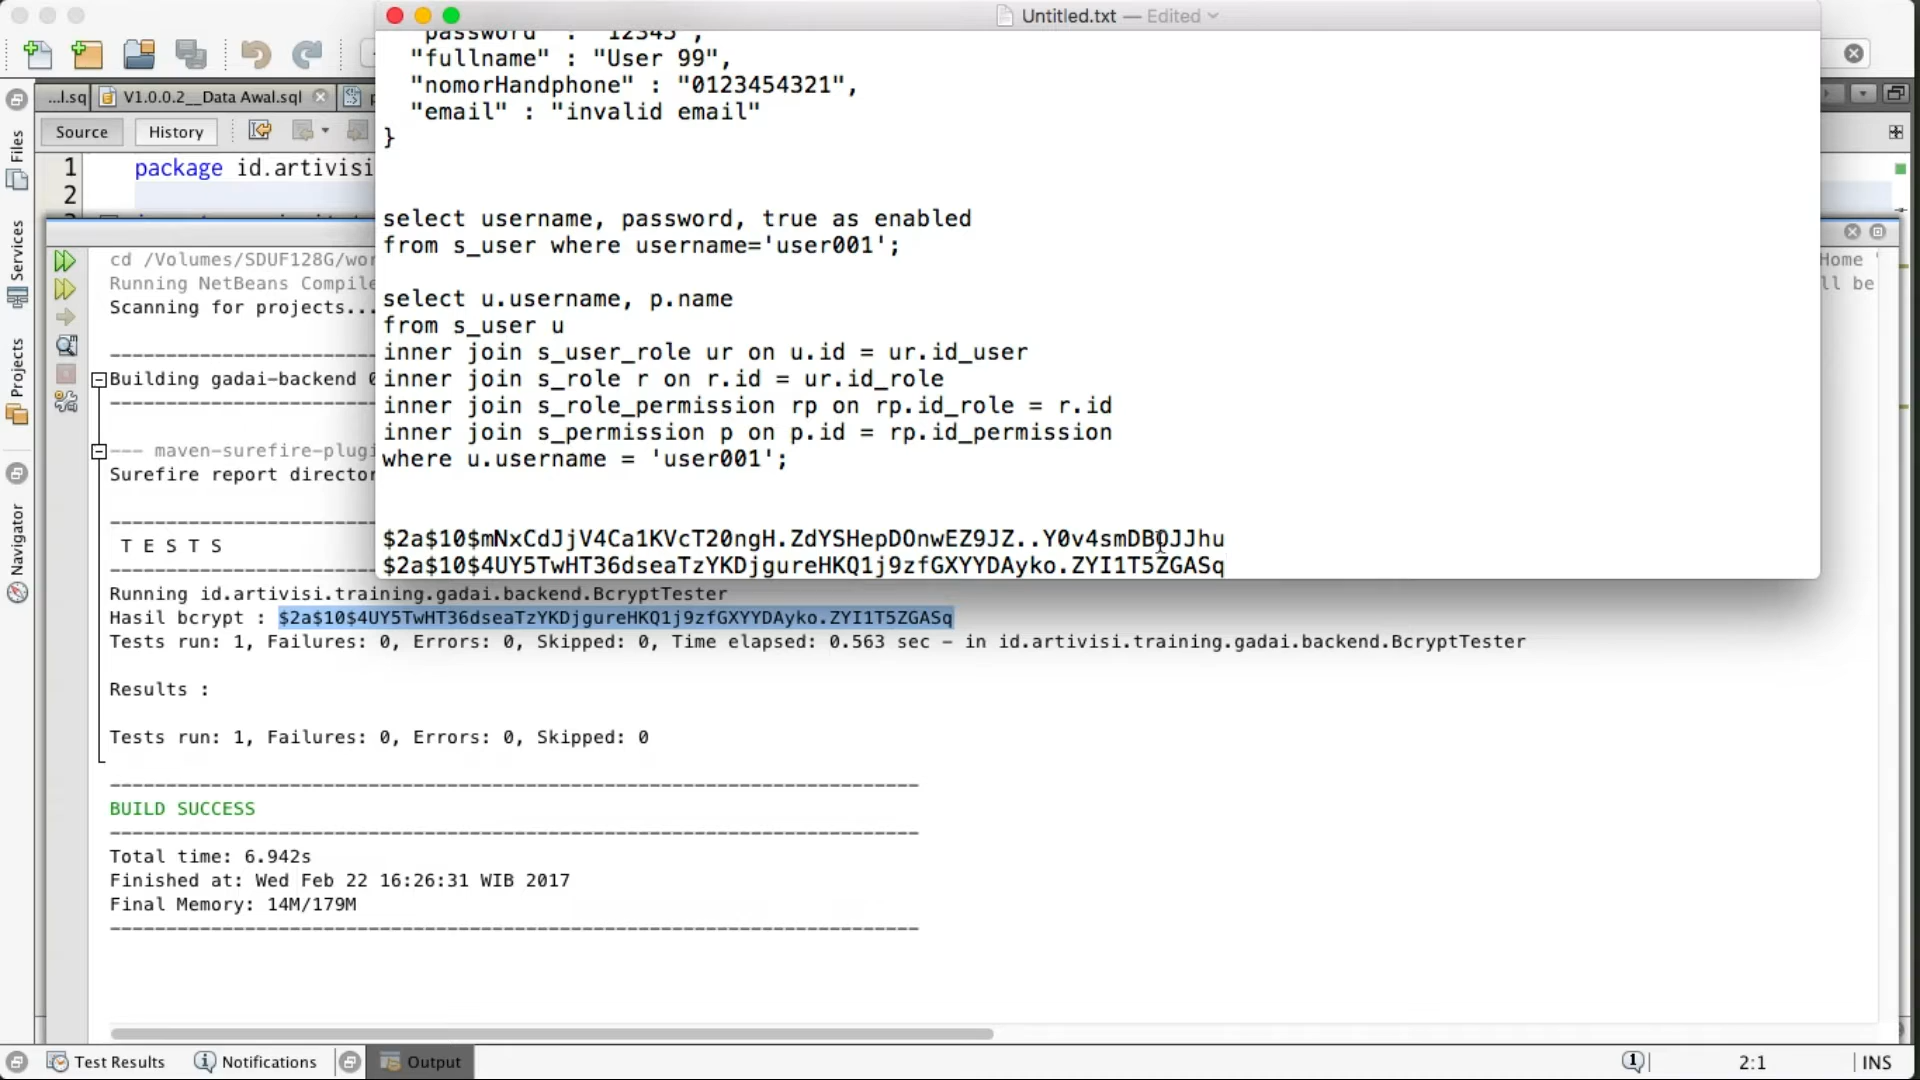 Untitled.txt — Edited
"password" : "12345",
"fullname" : "User 99",
"nomorHandphone" : "0123454321",
"email" : "invalid email"
}
select username, password, true as enabled
from s_user where username='user001';
select u.username, p.name
from s_user u
inner join s_user_role ur on u.id = ur.id_user
inner join s_role r on r.id = ur.id_role
inner join s_role_permission rp on rp.id_role = r.id
inner join s_permission p on p.id = rp.id_permission
where u.username = 'user001';
$2a$10$mNxCdJjV4Ca1KVcT20ngH.ZdYSHepDOnwEZ9JZ..Y0v4smDBQJJhu
$2a$10$4UY5TwHT36dseaTzYKDjgureHKQ1j9zfGXYYDAyko.ZYI1T5ZGASq
...l.sq
V1.0.0.2__Data Awal.sql
Source
History
1
package id.artivisi
2
Files
Services
Projects
Navigator
cd /Volumes/SDUF128G/wor
Home
Running NetBeans Compile
ll be
Scanning for projects...
Building gadai-backend
--- maven-surefire-plugi
Surefire report director
T E S T S
Running id.artivisi.training.gadai.backend.BcryptTester
Hasil bcrypt : $2a$10$4UY5TwHT36dseaTzYKDjgureHKQ1j9zfGXYYDAyko.ZYI1T5ZGASq
Tests run: 1, Failures: 0, Errors: 0, Skipped: 0, Time elapsed: 0.563 sec - in id.artivisi.training.gadai.backend.BcryptTester
Results :
Tests run: 1, Failures: 0, Errors: 0, Skipped: 0
BUILD SUCCESS
Total time: 6.942s
Finished at: Wed Feb 22 16:26:31 WIB 2017
Final Memory: 14M/179M
Test Results
Notifications
Output
2:1
INS